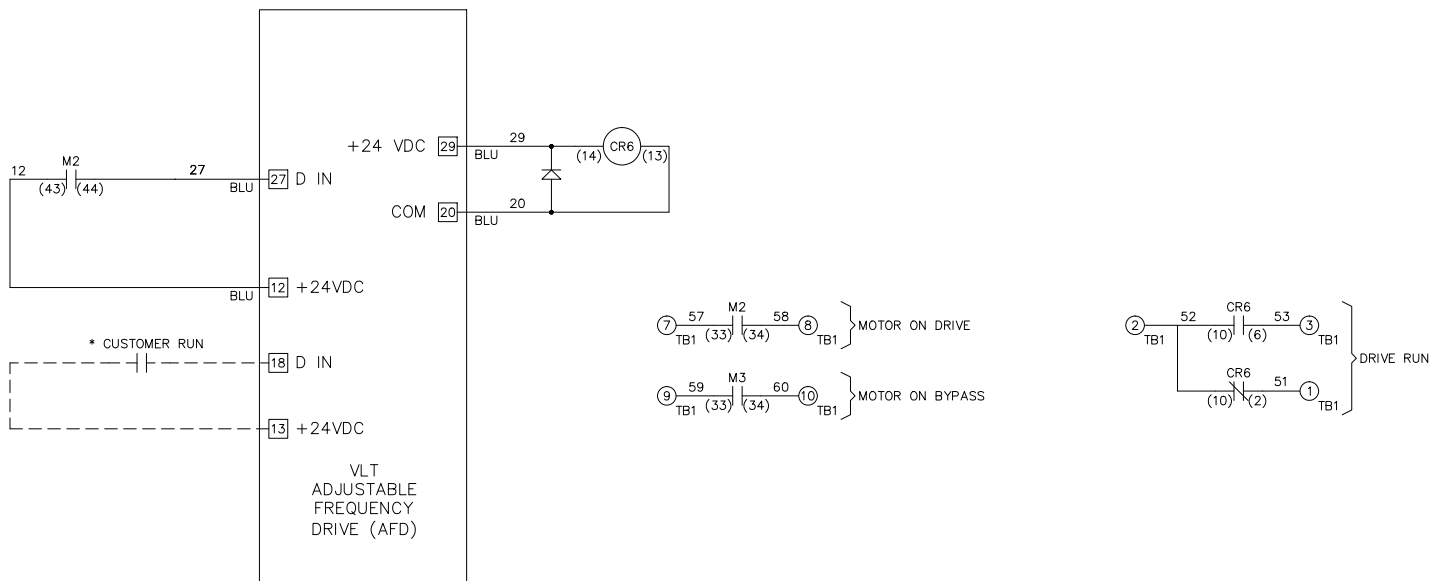 +24 VDC 29 BLU 29 (14) CR6 (13)
12 M2 (43) (44) 27 BLU 27 D IN
COM 20 BLU 20
BLU 12 +24VDC
* CUSTOMER RUN 18 D IN
13 +24VDC
VLT
ADJUSTABLE
FREQUENCY
DRIVE (AFD)
7 TB1 57 M2 (33) (34) 58 8 TB1 MOTOR ON DRIVE
9 TB1 59 M3 (33) (34) 60 10 TB1 MOTOR ON BYPASS
2 TB1 52 CR6 (10) (6) 53 3 TB1
DRIVE RUN
CR6 (10) (2) 51 1 TB1